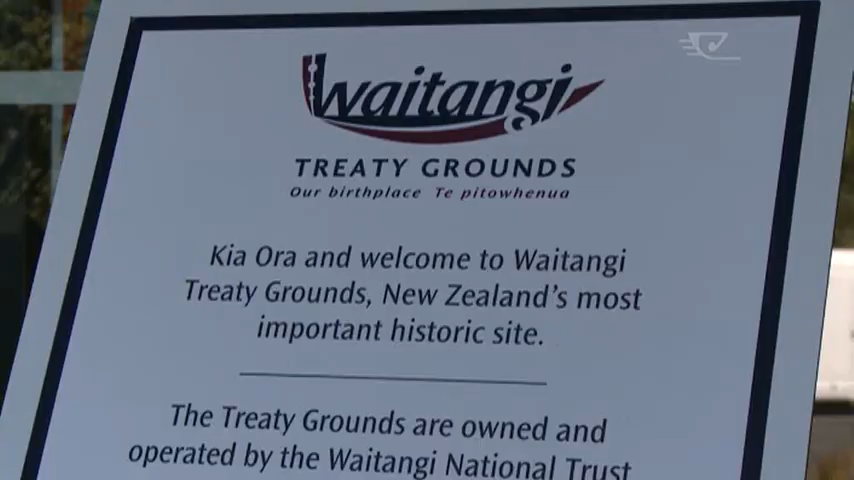 Waitangi
TREATY GROUNDS
Our birthplace Te pitowhenua
Kia Ora and welcome to Waitangi
Treaty Grounds, New Zealand's most
important historic site.
The Treaty Grounds are owned and
operated by the Waitangi National Trust